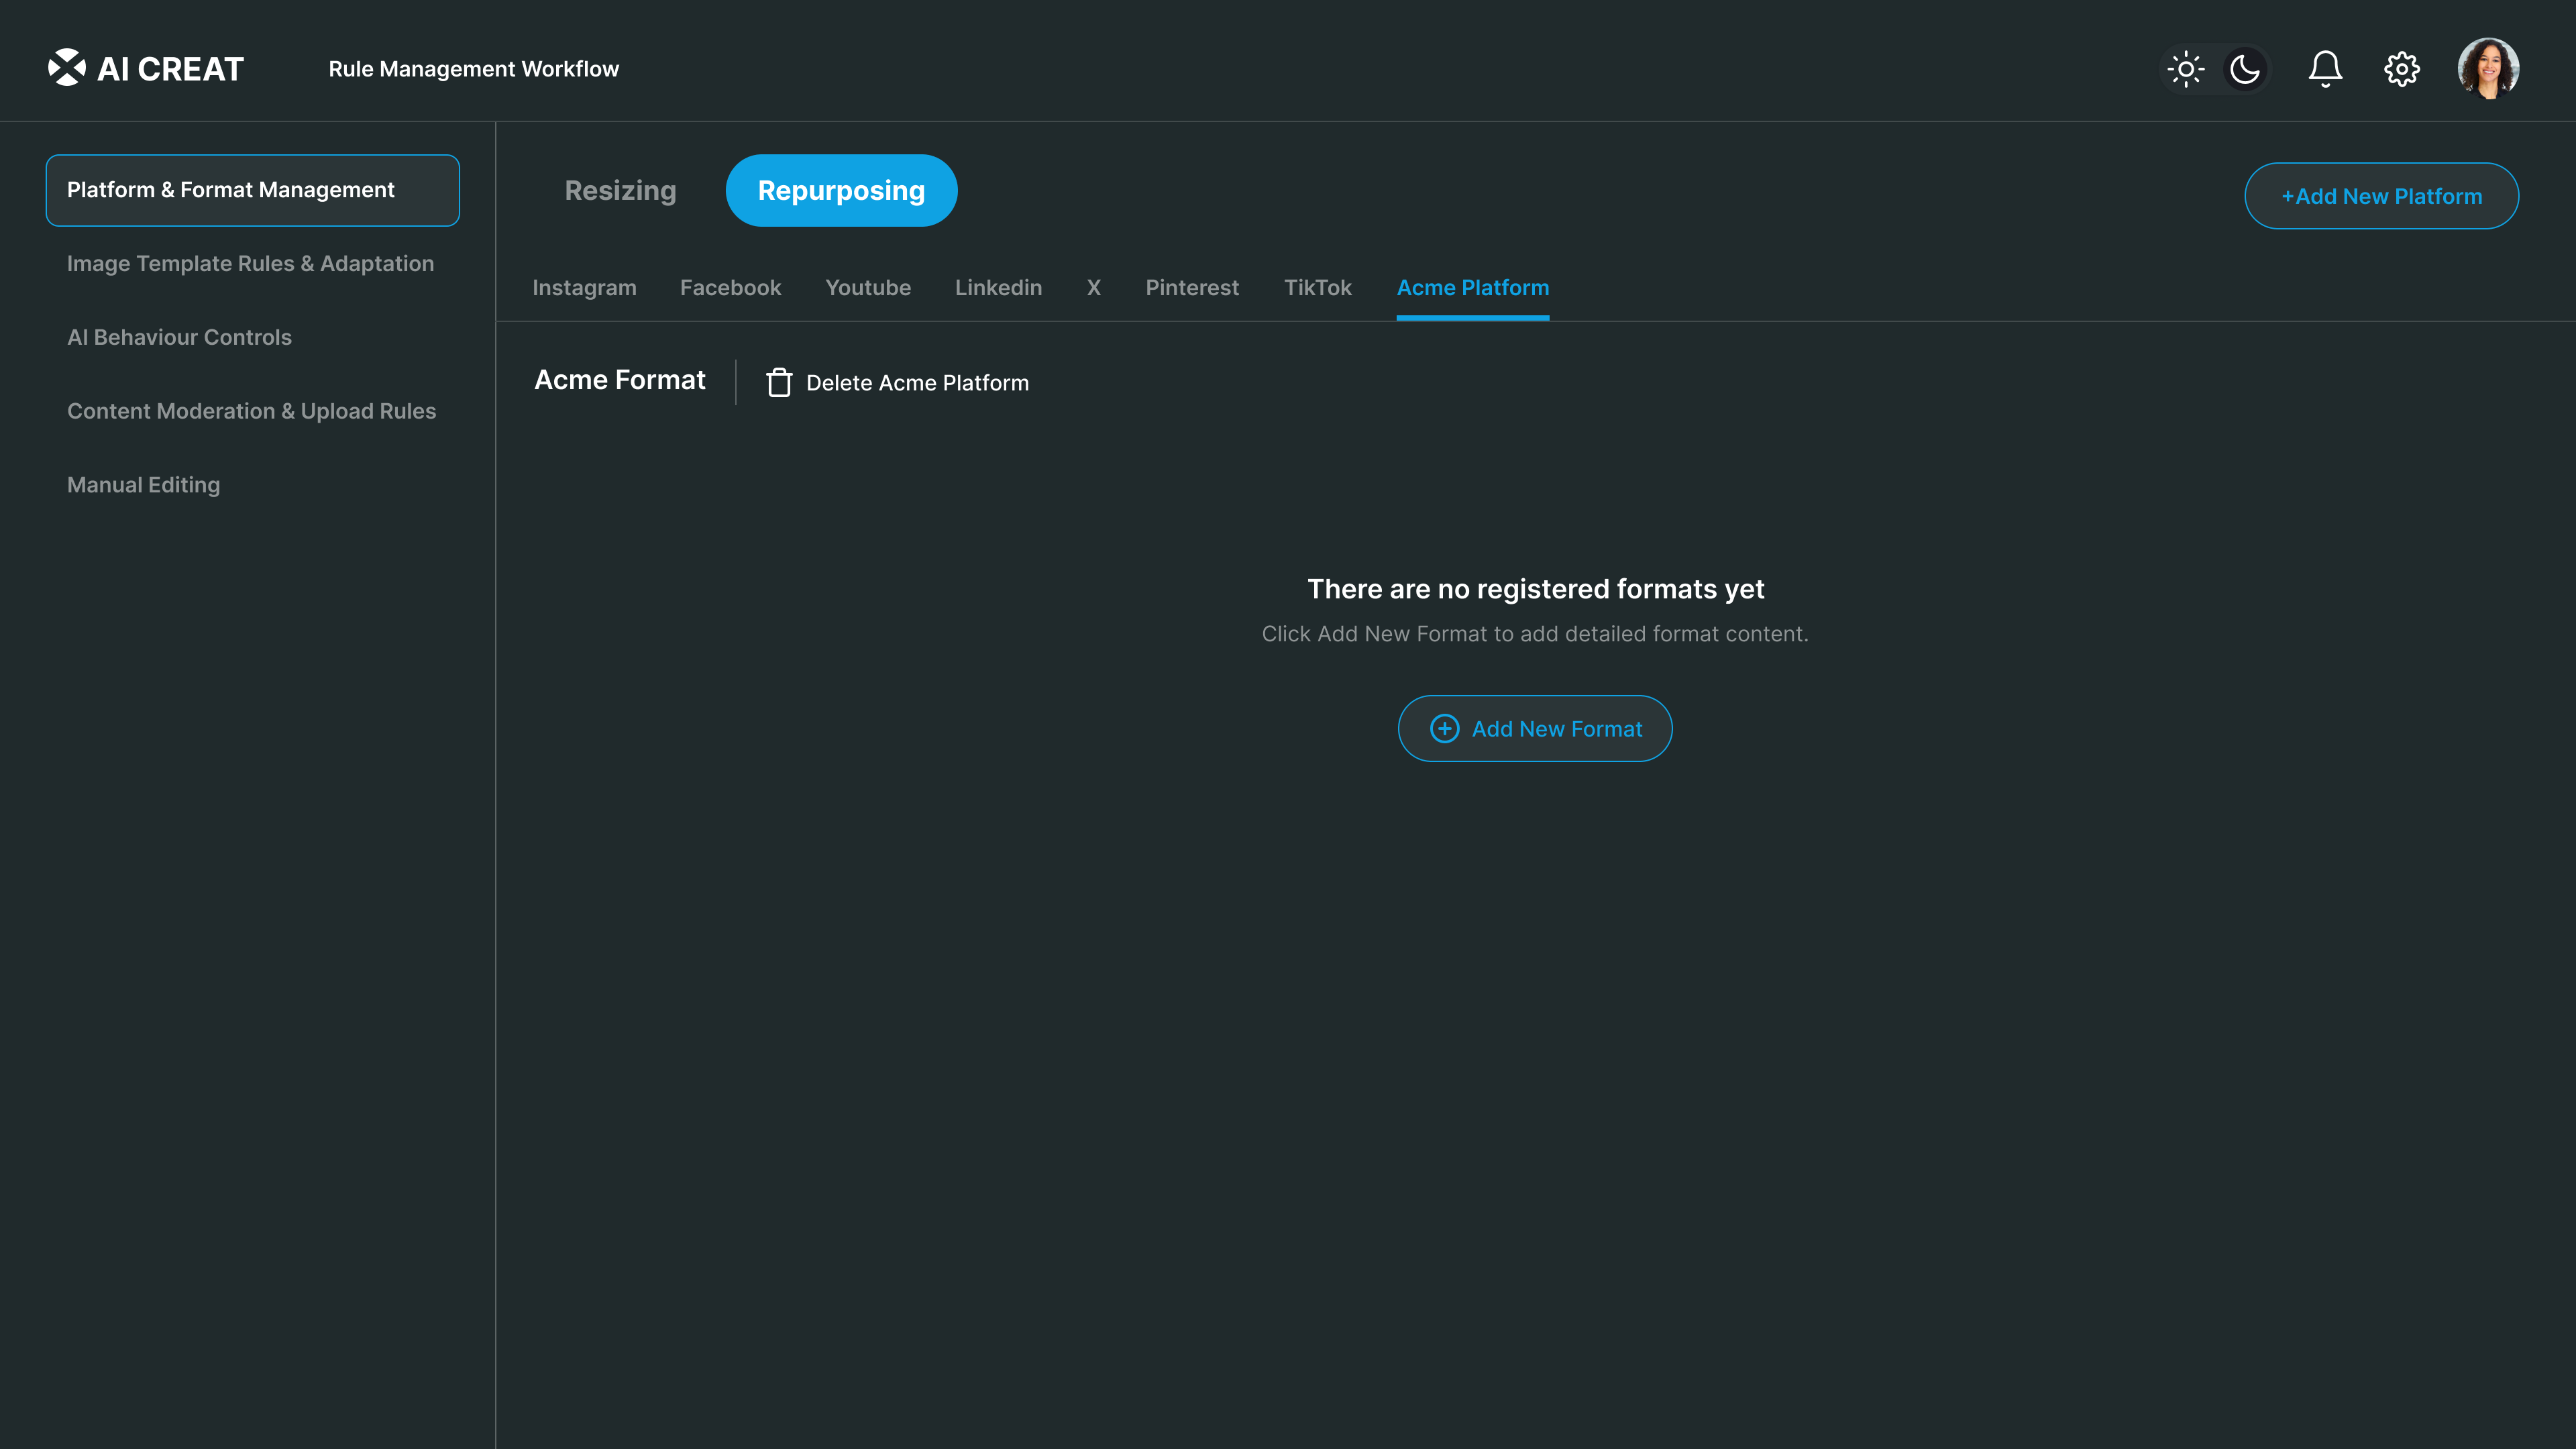 AI CREAT
Rule Management Workflow
Platform & Format Management
Image Template Rules & Adaptation
AI Behaviour Controls
Content Moderation & Upload Rules
Manual Editing
Resizing
Repurposing
+Add New Platform
Instagram
Facebook
Youtube
Linkedin
X
Pinterest
TikTok
Acme Platform
Acme Format
Delete Acme Platform
There are no registered formats yet
Click Add New Format to add detailed format content.
Add New Format